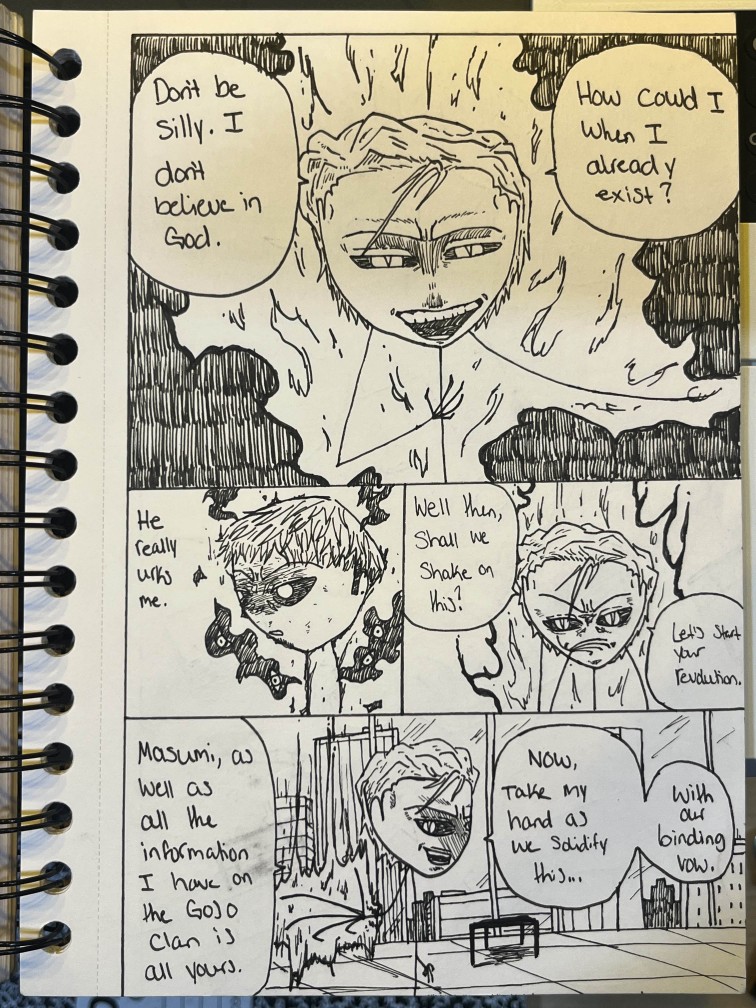 Don't be
silly. I
don't
believe in
God.
How could I
when I
already
exist?
He
really
urks
me.
Well then,
Shall we
Shake on
this?
Let's start
your
revolution.
Masumi, as
well as
all the
information
I have on
the Gojo
Clan is
all yours.
Now,
take my
hand as
we solidify
this...
With
our
binding
vow.